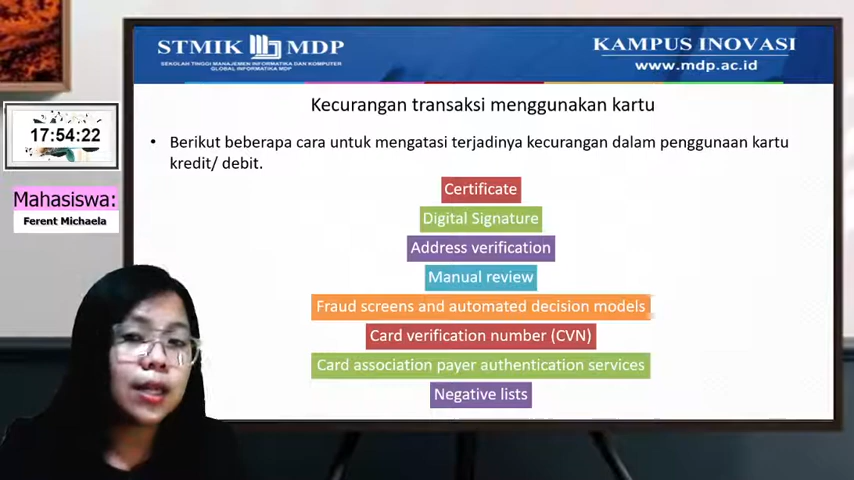 STMIK MDP
SEKOLAH TINGGI MANAJEMEN INFORMATIKA DAN KOMPUTER
GLOBAL INFORMATIKA MDP
KAMPUS INOVASI
www.mdp.ac.id
17:54:22
Mahasiswa:
Ferent Michaela
Kecurangan transaksi menggunakan kartu
• Berikut beberapa cara untuk mengatasi terjadinya kecurangan dalam penggunaan kartu
kredit/ debit.
Certificate
Digital Signature
Address verification
Manual review
Fraud screens and automated decision models
Card verification number (CVN)
Card association payer authentication services
Negative lists